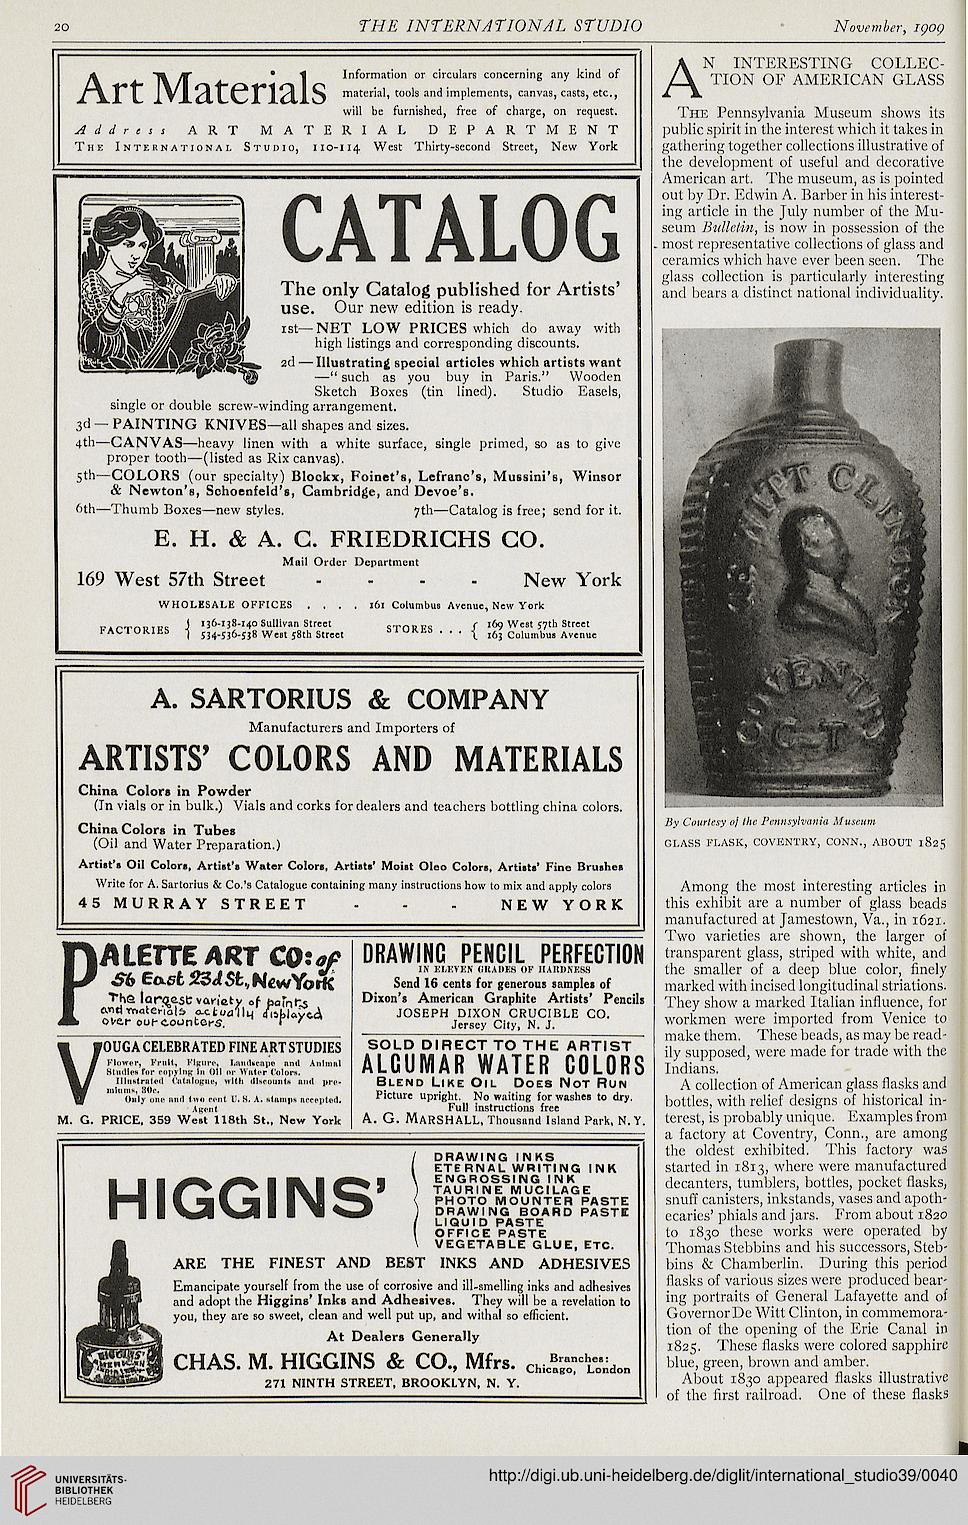 20
THE INTERNATIONAL STUDIO
November, 1909
Art Materials
Information or circulars concerning any kind of
material, tools and implements, canvas, casts, etc.,
will be furnished, free of charge, on request.
Address ART MATERIAL DEPARTMENT
THE INTERNATIONAL STUDIO, 110-114 West Thirty-second Street, New York
CATALOG
The only Catalog published for Artists'
use. Our new edition is ready.
1st—NET LOW PRICES which do away with
high listings and corresponding discounts.
2d—Illustrating special articles which artists want
—"such as you buy in Paris." Wooden
Sketch Boxes (tin lined). Studio Easels,
single or double screw-winding arrangement.
3d—PAINTING KNIVES—all shapes and sizes.
4th—CANVAS—heavy linen with a white surface, single primed, so as to give
proper tooth—(listed as Rix canvas).
5th—COLORS (our specialty) Blockx, Foinet's, Lefranc's, Mussini's, Winsor
& Newton's, Schoenfeld's, Cambridge, and Devoe's.
6th—Thumb Boxes—new styles. 7th—Catalog is free; send for it.
E. H. & A. C. FRIEDRICHS CO.
Mail Order Department
169 West 57th Street - - - - New York
WHOLESALE OFFICES . . . . 161 Columbus Avenue, New York
FACTORIES { 136-138-140 Sullivan Street
534-536-538 West 58th Street
STORES . . . { 169 West 57th Street
163 Columbus Avenue
A. SARTORIUS & COMPANY
Manufacturers and Importers of
ARTISTS' COLORS AND MATERIALS
China Colors in Powder
(In vials or in bulk.) Vials and corks for dealers and teachers bottling china colors.
China Colors in Tubes
(Oil and Water Preparation.)
Artist's Oil Colors, Artist's Water Colors, Artists' Moist Oleo Colors, Artists' Fine Brushes
Write for A. Sartorius & Co.'s Catalogue containing many instructions how to mix and apply colors
45 MURRAY STREET - - - NEW YORK
PALETTE ART CO: of
56 East 23d St., New York
The largest variety of paints
and materials actually displayed
over our counters.
VOUGA CELEBRATED FINE ART STUDIES
Flower, Fruit, Figure, Landscape and Animal
Studies for copying in Oil or Water Colors.
Illustrated Catalogue, with discounts and pre-
miums, 30c.
Only one and two cent U. S. A. stamps accepted.
Agent
M. G. PRICE, 359 West 118th St., New York
DRAWING PENCIL PERFECTION
IN ELEVEN GRADES OF HARDNESS
Send 16 cents for generous samples of
Dixon's American Graphite Artists' Pencils
JOSEPH DIXON CRUCIBLE CO.
Jersey City, N. J.
SOLD DIRECT TO THE ARTIST
ALGUMAR WATER COLORS
BLEND LIKE OIL DOES NOT RUN
Picture upright. No waiting for washes to dry.
Full instructions free
A. G. MARSHALL, Thousand Island Park, N. Y.
HIGGINS'
DRAWING INKS
ETERNAL WRITING INK
ENGROSSING INK
TAURINE MUCILAGE
PHOTO MOUNTER PASTE
DRAWING BOARD PASTE
LIQUID PASTE
OFFICE PASTE
VEGETABLE GLUE, ETC.
ARE THE FINEST AND BEST INKS AND ADHESIVES
Emancipate yourself from the use of corrosive and ill-smelling inks and adhesives
and adopt the Higgins' Inks and Adhesives. They will be a revelation to
you, they are so sweet, clean and well put up, and withal so efficient.
At Dealers Generally
CHAS. M. HIGGINS & CO., Mfrs.
Branches:
Chicago, London
271 NINTH STREET, BROOKLYN, N. Y.
HIGGINS'
AMERICAN
AN INTERESTING COLLEC-
TION OF AMERICAN GLASS
THE Pennsylvania Museum shows its
public spirit in the interest which it takes in
gathering together collections illustrative of
the development of useful and decorative
American art. The museum, as is pointed
out by Dr. Edwin A. Barber in his interest-
ing article in the July number of the Mu-
seum Bulletin, is now in possession of the
most representative collections of glass and
ceramics which have ever been seen. The
glass collection is particularly interesting
and bears a distinct national individuality.
DE WITT CLINTON
COVENTRY
C-T
By Courtesy of the Pennsylvania Museum
GLASS FLASK, COVENTRY, CONN., ABOUT 1825
Among the most interesting articles in
this exhibit are a number of glass beads
manufactured at Jamestown, Va., in 1621.
Two varieties are shown, the larger of
transparent glass, striped with white, and
the smaller of a deep blue color, finely
marked with incised longitudinal striations.
They show a marked Italian influence, for
workmen were imported from Venice to
make them. These beads, as may be read-
ily supposed, were made for trade with the
Indians.
A collection of American glass flasks and
bottles, with relief designs of historical in-
terest, is probably unique. Examples from
a factory at Coventry, Conn., are among
the oldest exhibited. This factory was
started in 1813, where were manufactured
decanters, tumblers, bottles, pocket flasks,
snuff canisters, inkstands, vases and apoth-
ecaries' phials and jars. From about 1820
to 1830 these works were operated by
Thomas Stebbins and his successors, Steb-
bins & Chamberlin. During this period
flasks of various sizes were produced bear-
ing portraits of General Lafayette and of
Governor De Witt Clinton, in commemora-
tion of the opening of the Erie Canal in
1825. These flasks were colored sapphire
blue, green, brown and amber.
About 1830 appeared flasks illustrative
of the first railroad. One of these flasks
UNIVERSITÄTS-
BIBLIOTHEK
HEIDELBERG
http://digi.ub.uni-heidelberg.de/diglit/international_studio39/0040